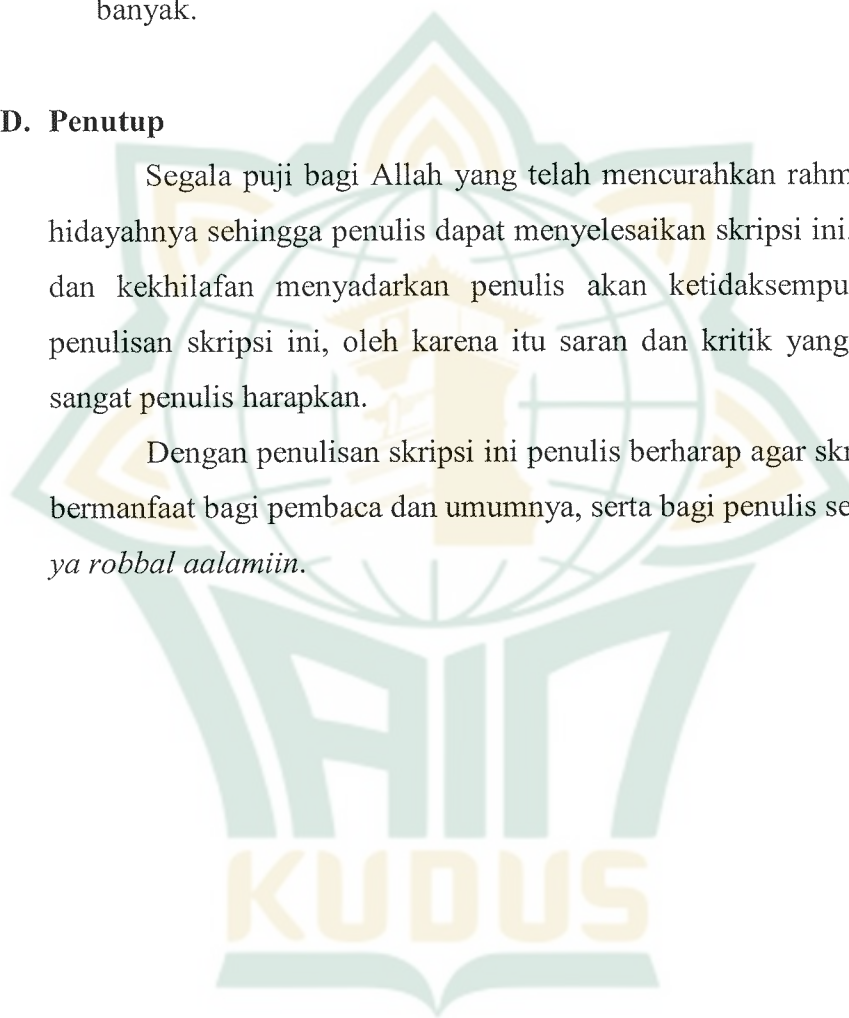 banyak.
D. Penutup
Segala puji bagi Allah yang telah mencurahkan rahm
hidayahnya sehingga penulis dapat menyelesaikan skripsi ini.
dan kekhilafan menyadarkan penulis akan ketidaksempu
penulisan skripsi ini, oleh karena itu saran dan kritik yang
sangat penulis harapkan.
Dengan penulisan skripsi ini penulis berharap agar skr
bermanfaat bagi pembaca dan umumnya, serta bagi penulis se
ya robbal aalamiin.
IAIN
KUDUS